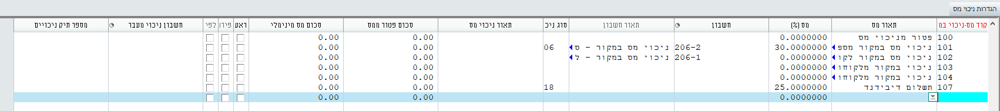 הגדרות ניכוי מס
קוד מס-ניכוי במ תאור מס מס (%) חשבון תאור חשבון סוג ניכ תאור ניכוי מס סכום פטור ממס סכום מס מינימלי ראע פירו לפי חשבון ניכוי מעבר מספר תיק ניכויים
100 פטור מניכוי מס 0.0000000 0.00 0.00
101 ניכוי מס במקור מספ 30.0000000 206-2 ניכוי מס במקור - ס 06 0.00 0.00
102 ניכוי מס במקור לקו 0.0000000 206-1 ניכוי מס במקור - ל 0.00 0.00
103 ניכוי במקור מלקוחו 0.0000000 0.00 0.00
104 ניכוי במקור מלקוחו 0.0000000 0.00 0.00
107 תשלום דיבידנד 25.0000000 18 0.00 0.00
0.0000000 0.00 0.00